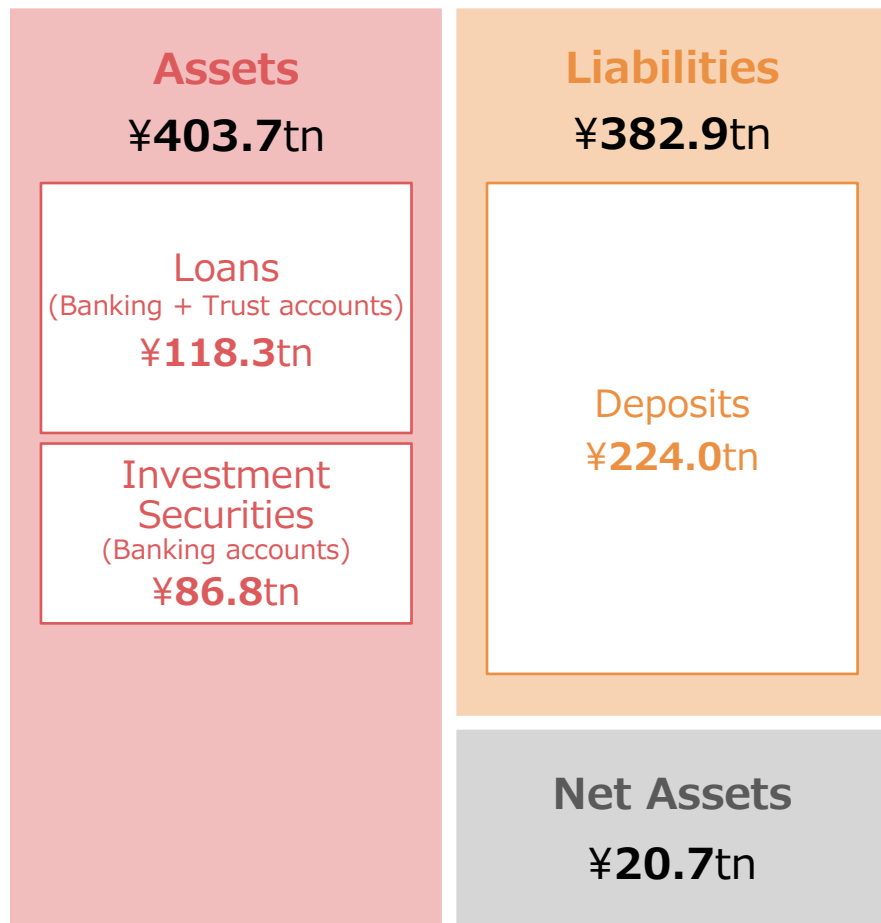 Assets
¥403.7tn
Loans
(Banking + Trust accounts)
¥118.3tn
Investment
Securities
(Banking accounts)
¥86.8tn
Liabilities
¥382.9tn
Deposits
¥224.0tn
Net Assets
¥20.7tn